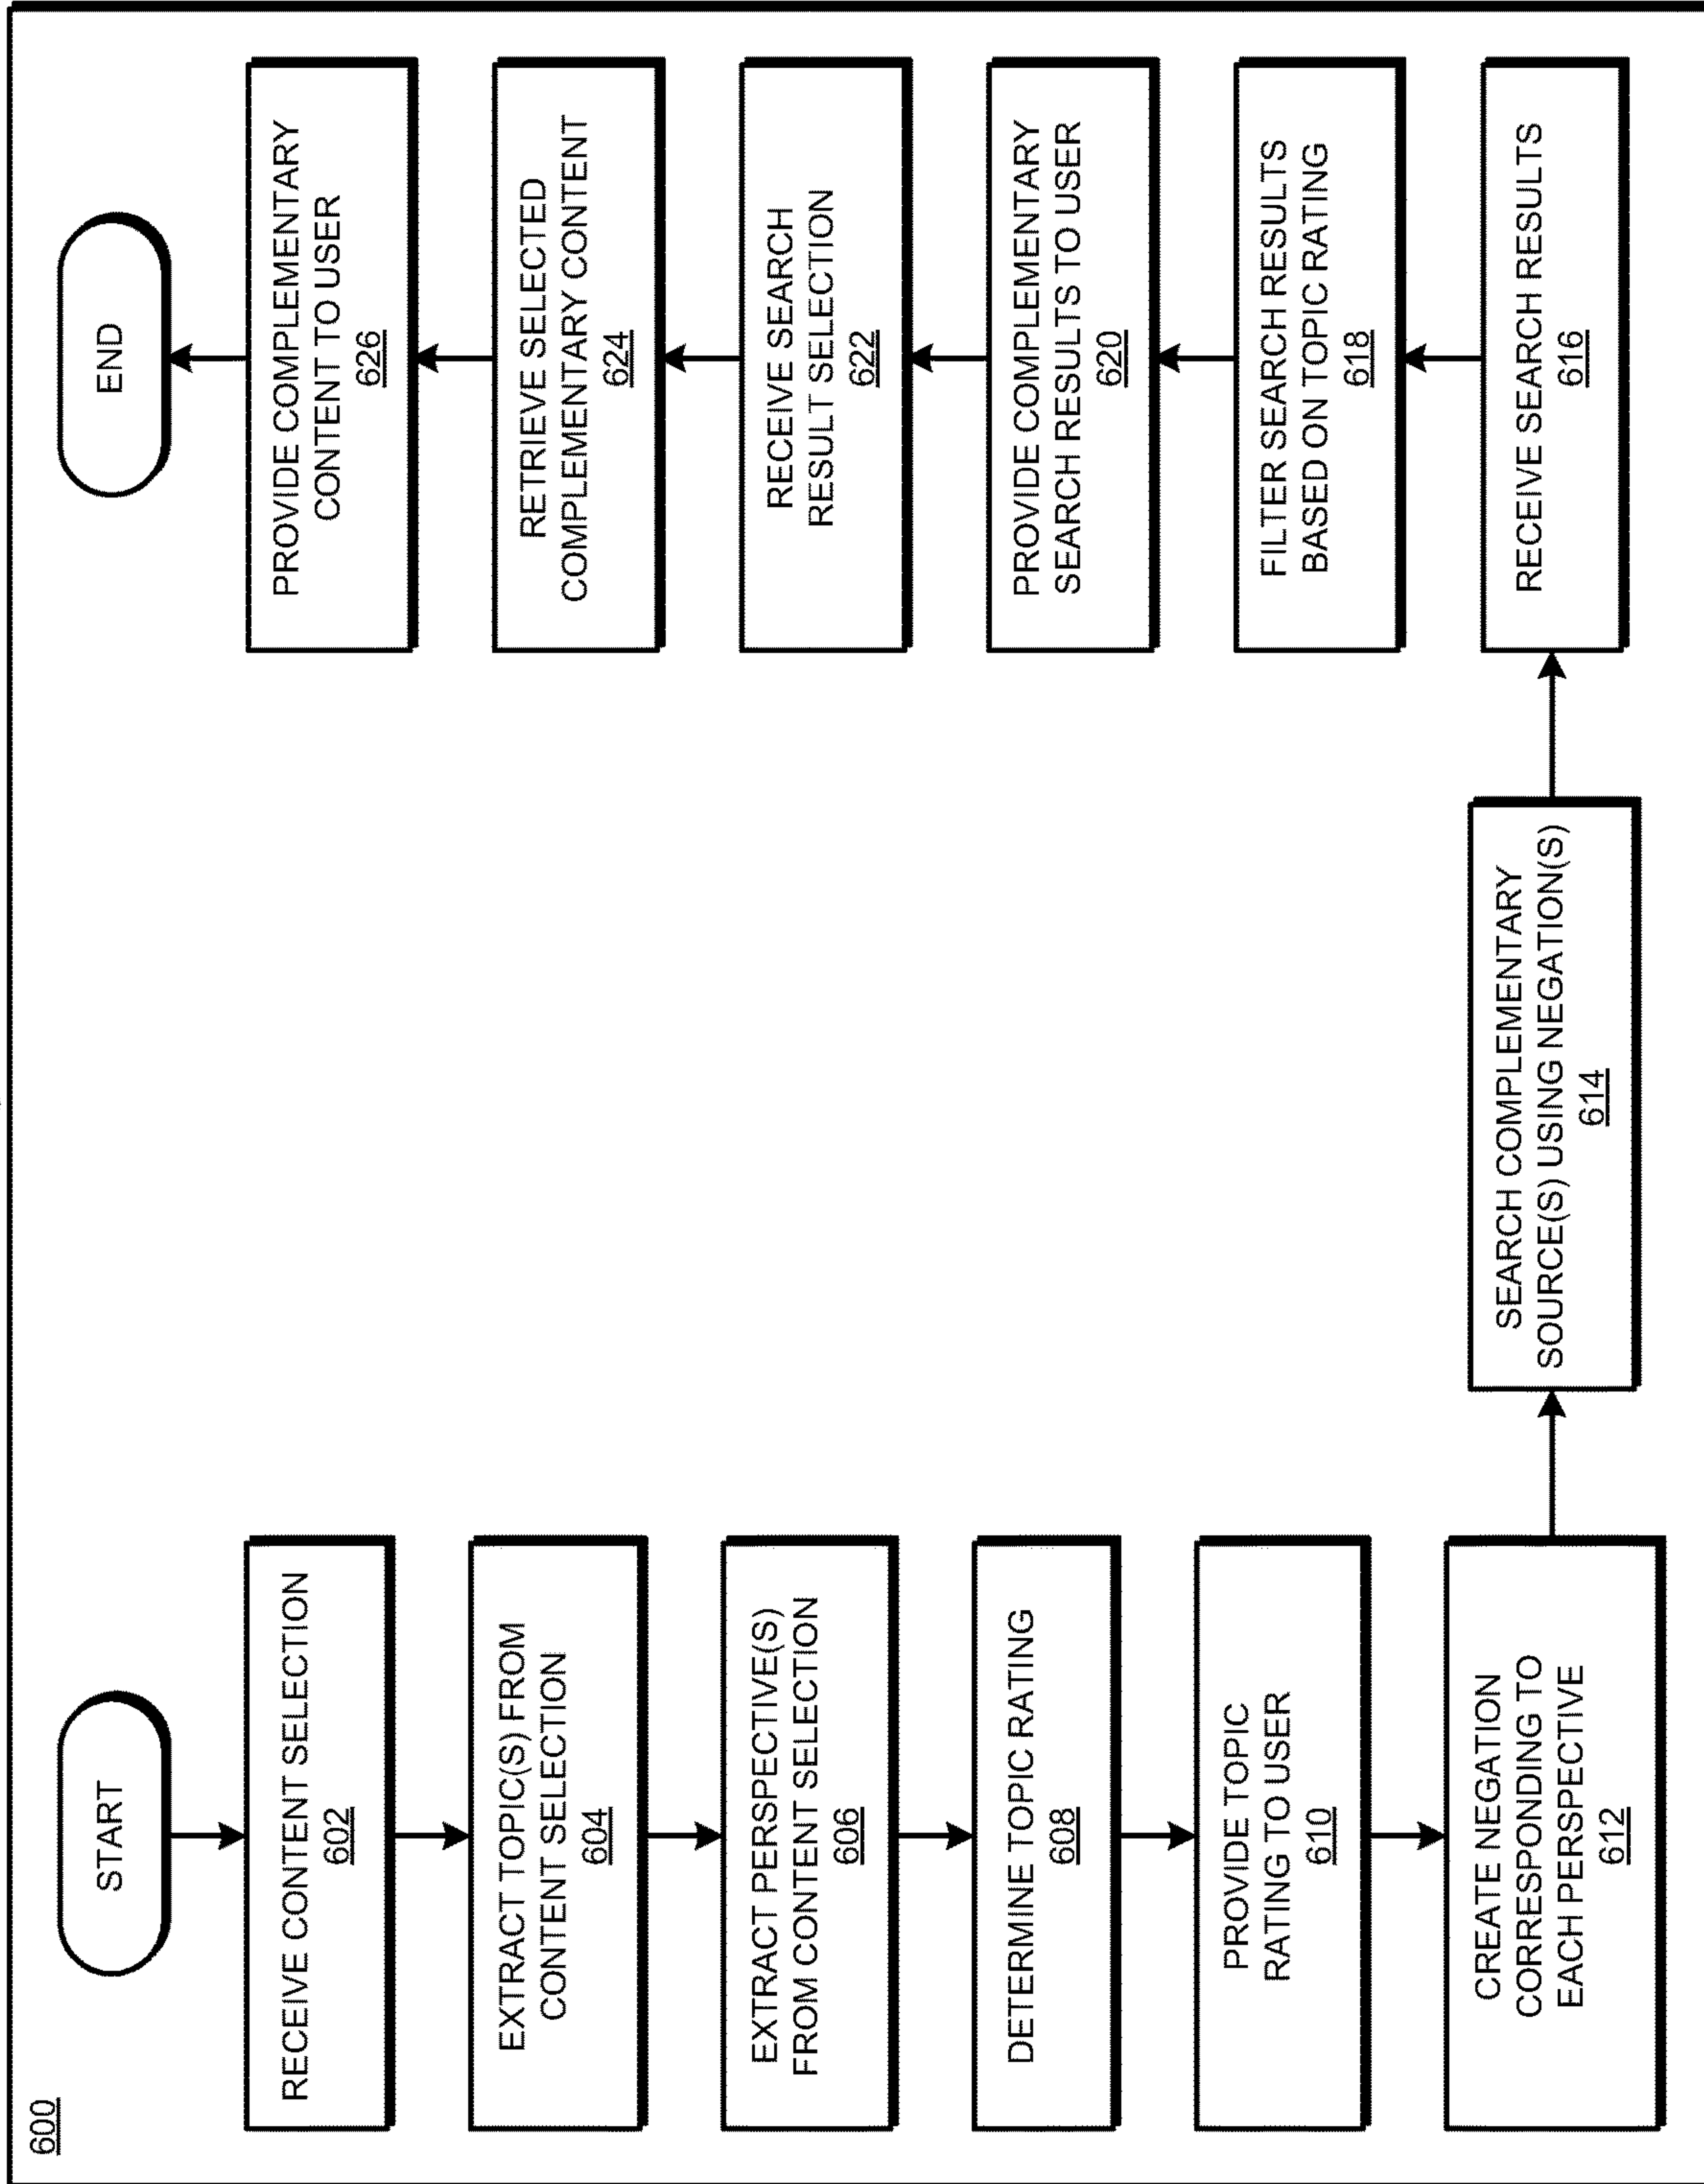 600
START
RECEIVE CONTENT SELECTION
602
EXTRACT TOPIC(S) FROM
CONTENT SELECTION
604
EXTRACT PERSPECTIVE(S)
FROM CONTENT SELECTION
606
DETERMINE TOPIC RATING
608
PROVIDE TOPIC
RATING TO USER
610
CREATE NEGATION
CORRESPONDING TO
EACH PERSPECTIVE
612
SEARCH COMPLEMENTARY
SOURCE(S) USING NEGATION(S)
614
RECEIVE SEARCH RESULTS
616
FILTER SEARCH RESULTS
BASED ON TOPIC RATING
618
PROVIDE COMPLEMENTARY
SEARCH RESULTS TO USER
620
RECEIVE SEARCH
RESULT SELECTION
622
RETRIEVE SELECTED
COMPLEMENTARY CONTENT
624
PROVIDE COMPLEMENTARY
CONTENT TO USER
626
END